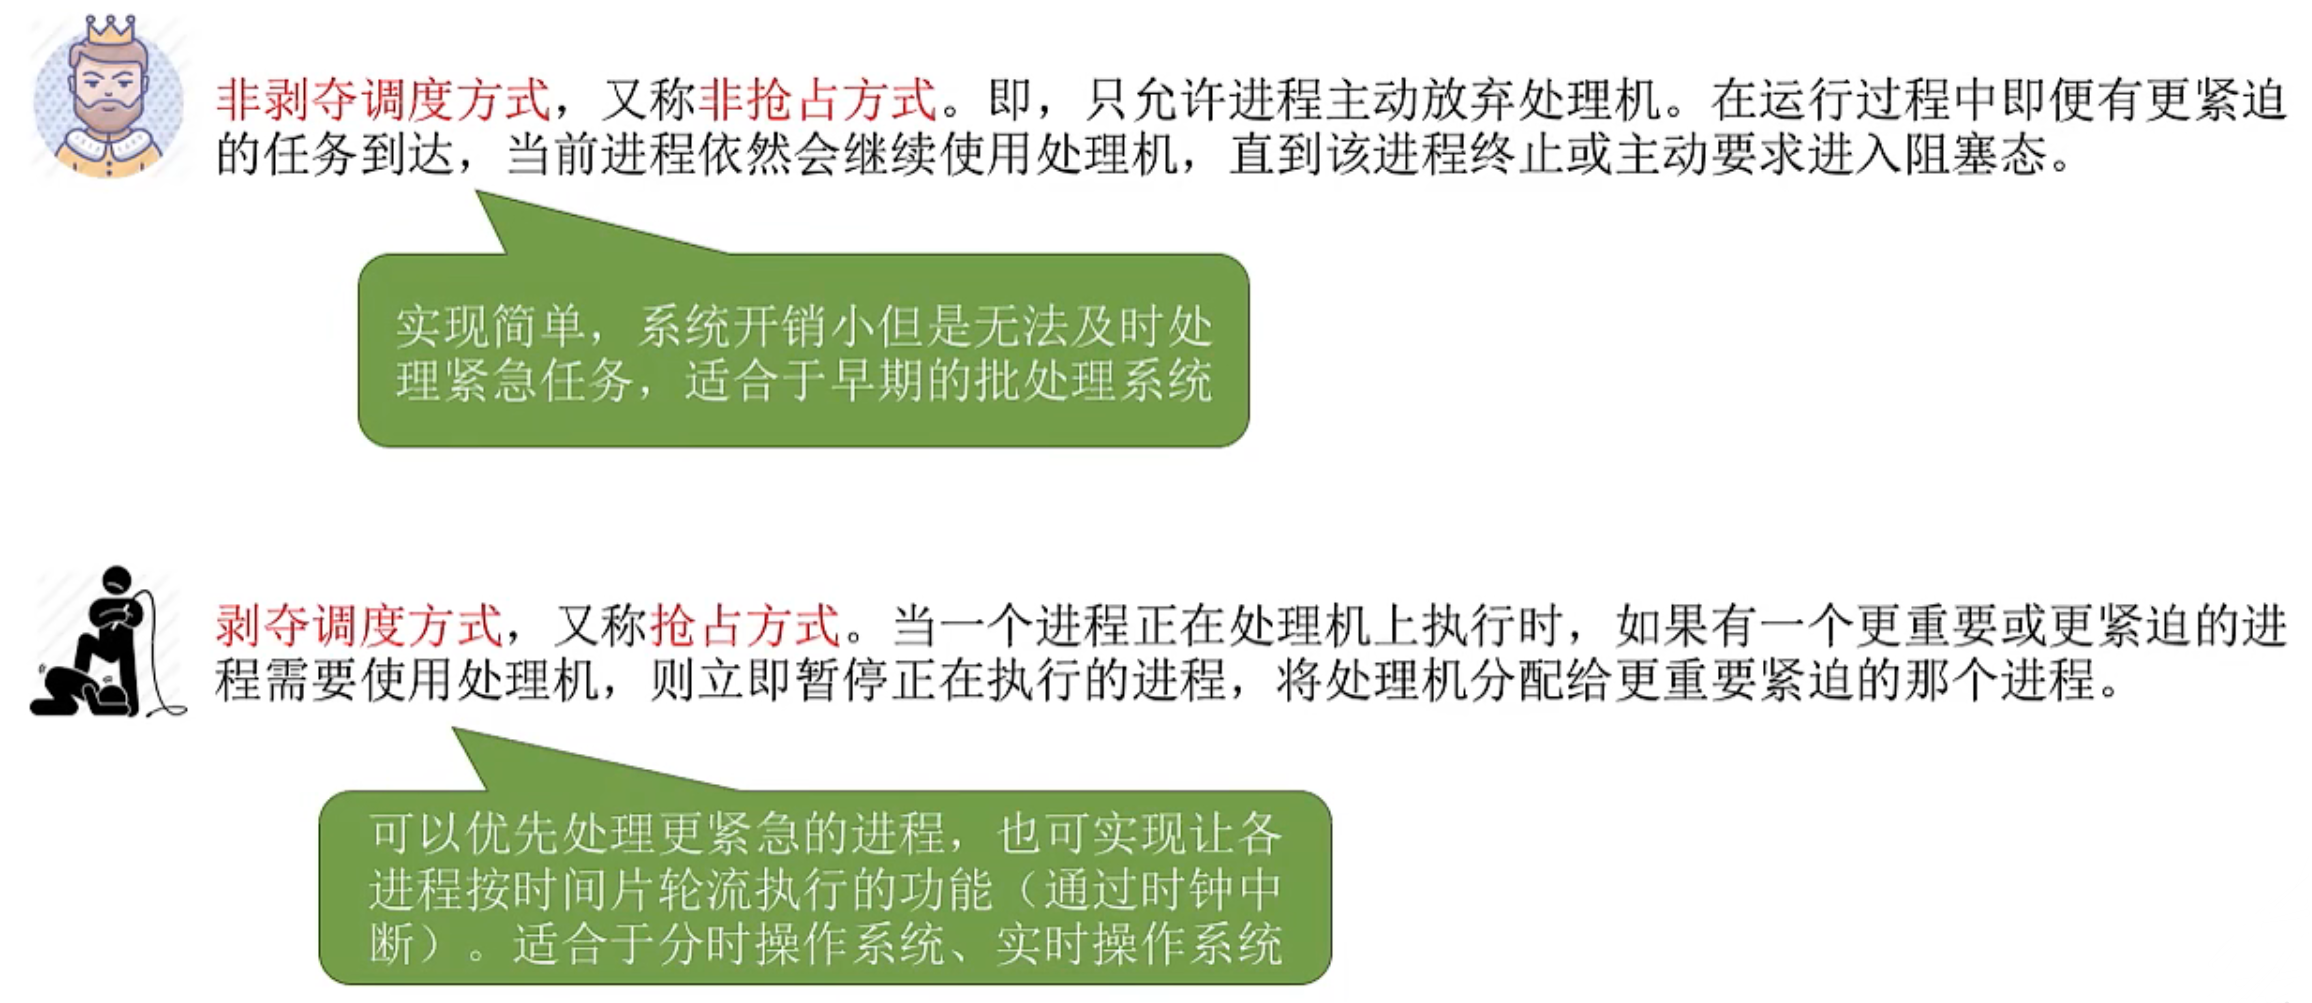 非剥夺调度方式，又称非抢占方式。即，只允许进程主动放弃处理机。在运行过程中即便有更紧迫
的任务到达，当前进程依然会继续使用处理机，直到该进程终止或主动要求进入阻塞态。
实现简单，系统开销小但是无法及时处
理紧急任务，适合于早期的批处理系统
剥夺调度方式，又称抢占方式。当一个进程正在处理机上执行时，如果有一个更重要或更紧迫的进
程需要使用处理机，则立即暂停正在执行的进程，将处理机分配给更重要紧迫的那个进程。
可以优先处理更紧急的进程，也可实现让各
进程按时间片轮流执行的功能（通过时钟中
断）。适合于分时操作系统、实时操作系统